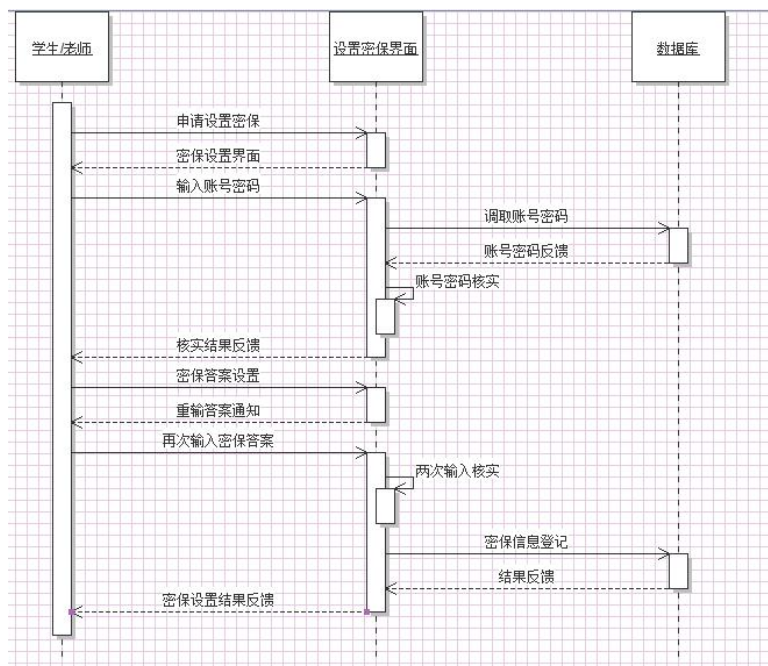 学生/老师
设置密保界面
数据库
申请设置密保
密保设置界面
输入账号密码
调取账号密码
账号密码反馈
账号密码核实
核实结果反馈
密保答案设置
重输答案通知
再次输入密保答案
两次输入核实
密保信息登记
结果反馈
密保设置结果反馈